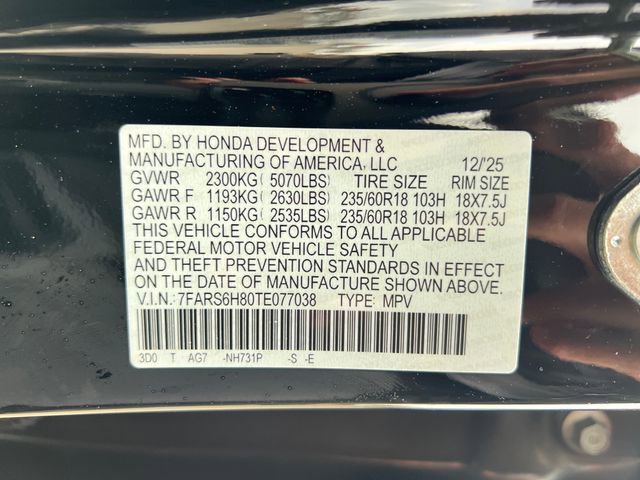 MFD. BY HONDA DEVELOPMENT &
MANUFACTURING OF AMERICA, LLC 12/'25
GVWR 2300KG( 5070LBS) TIRE SIZE RIM SIZE
GAWR F 1193KG( 2630LBS) 235/60R18 103H 18X7.5J
GAWR R 1150KG( 2535LBS) 235/60R18 103H 18X7.5J
THIS VEHICLE CONFORMS TO ALL APPLICABLE
FEDERAL MOTOR VEHICLE SAFETY
AND THEFT PREVENTION STANDARDS IN EFFECT
ON THE DATE OF MANUFACTURE SHOWN ABOVE.
V.I.N.: 7FARS6H80TE077038 TYPE: MPV
3D0 T AG7 -NH731P -S -E